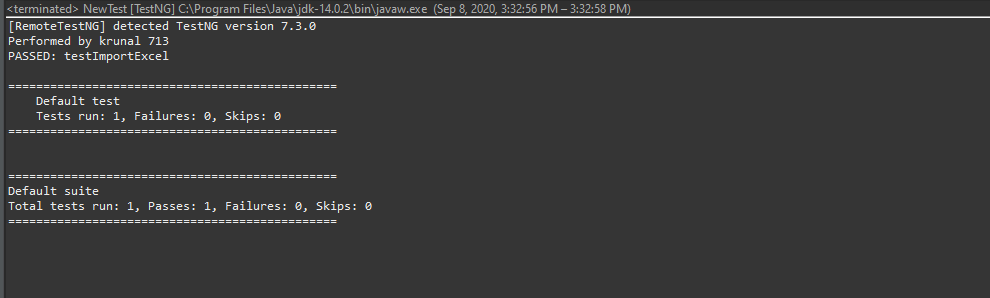 <terminated> NewTest [TestNG] C:\Program Files\Java\jdk-14.0.2\bin\javaw.exe (Sep 8, 2020, 3:32:56 PM – 3:32:58 PM)
[RemoteTestNG] detected TestNG version 7.3.0
Performed by krunal 713
PASSED: testImportExcel
===============================================
Default test
Tests run: 1, Failures: 0, Skips: 0
===============================================
===============================================
Default suite
Total tests run: 1, Passes: 1, Failures: 0, Skips: 0
===============================================